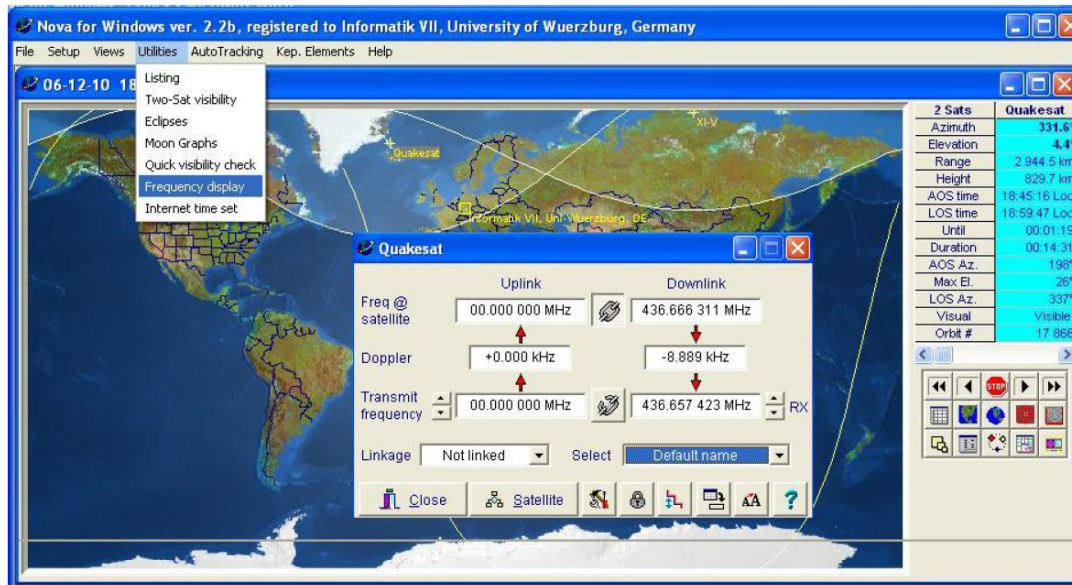 Nova for Windows ver. 2.2b, registered to Informatik VII, University of Wuerzburg, Germany
File Setup Views Utilities AutoTracking Kep. Elements Help
06-12-10 18
Listing
Two-Sat visibility
Eclipses
Moon Graphs
Quick visibility check
Frequency display
Internet time set
Quakesat
XI-V
Informatik VII, Uni-Wuerzburg, DE
2 Sats Quakesat
Azimuth 331.6°
Elevation 4.4°
Range 2 944.5 km
Height 829.7 km
AOS time 18:45:16 Loc
LOS time 18:59:47 Loc
Until 00:01:19
Duration 00:14:31
AOS Az. 198°
Max El. 26°
LOS Az. 337°
Visual Visible
Orbit # 17 866
STOP
Quakesat
Uplink Downlink
Freq @ satellite 00.000 000 MHz 436.666 311 MHz
Doppler +0.000 kHz -8.889 kHz
Transmit frequency 00.000 000 MHz 436.657 423 MHz RX
Linkage Not linked Select Default name
Close Satellite AA ?